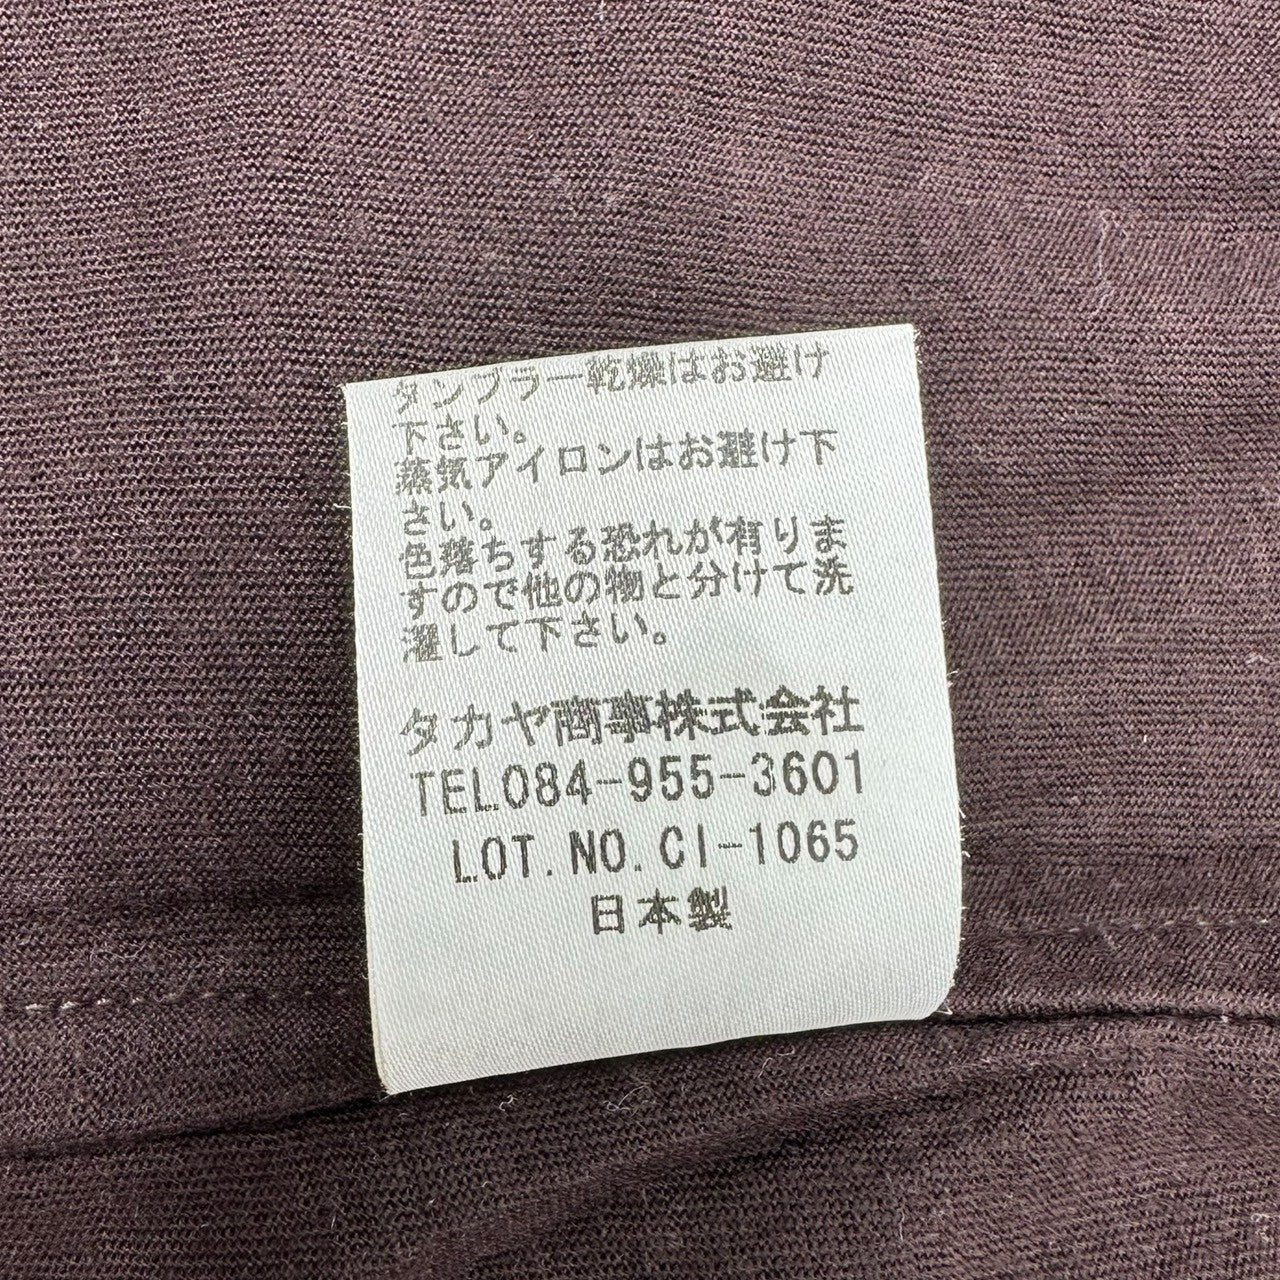 タンブラー乾燥はお避け
下さい。
蒸気アイロンはお避け下
さい。
色落ちする恐れが有りま
すので他の物と分けて洗
濯して下さい。
タカヤ商事株式会社
TEL084-955-3601
LOT.NO.CI-1065
日本製